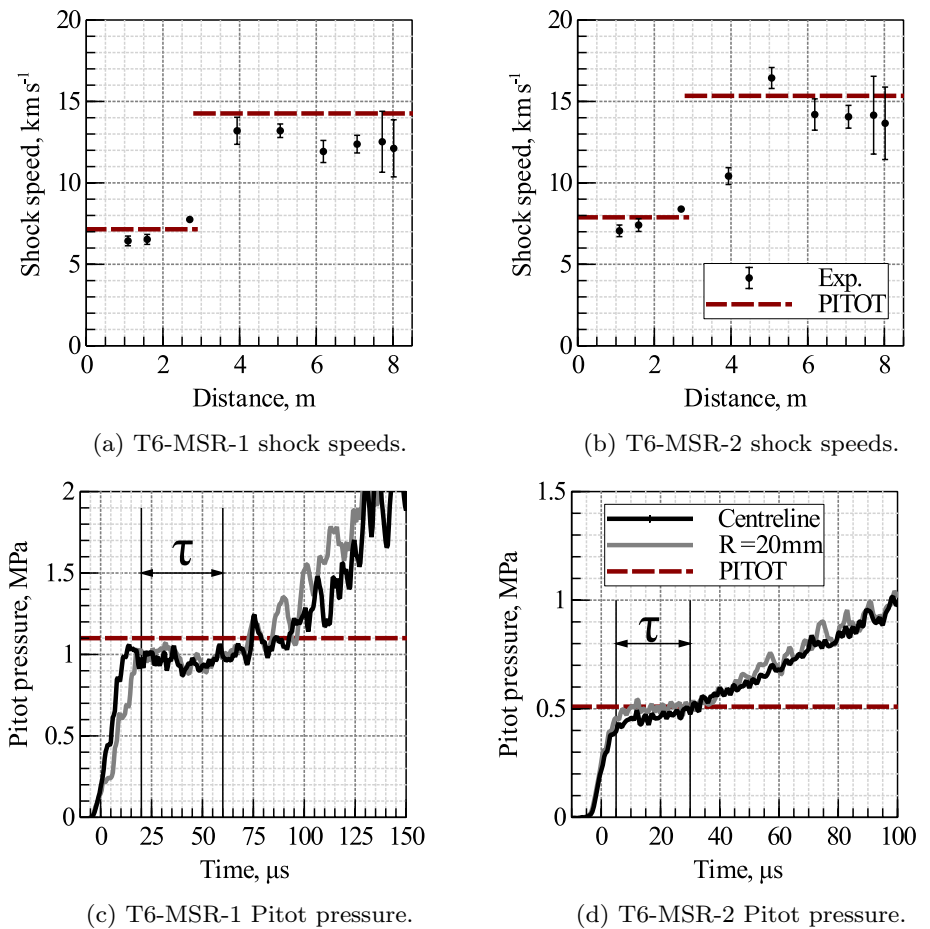 20
15
10
5
0
Shock speed, km s⁻¹
0 2 4 6 8
Distance, m
(a) T6-MSR-1 shock speeds.
20
15
10
5
0
Shock speed, km s⁻¹
Exp.
PITOT
0 2 4 6 8
Distance, m
(b) T6-MSR-2 shock speeds.
2
1.5
1
0.5
0
Pitot pressure, MPa
τ
0 25 50 75 100 125 150
Time, μs
(c) T6-MSR-1 Pitot pressure.
1.5
1
0.5
0
Pitot pressure, MPa
Centreline
R =20mm
PITOT
τ
0 20 40 60 80 100
Time, μs
(d) T6-MSR-2 Pitot pressure.